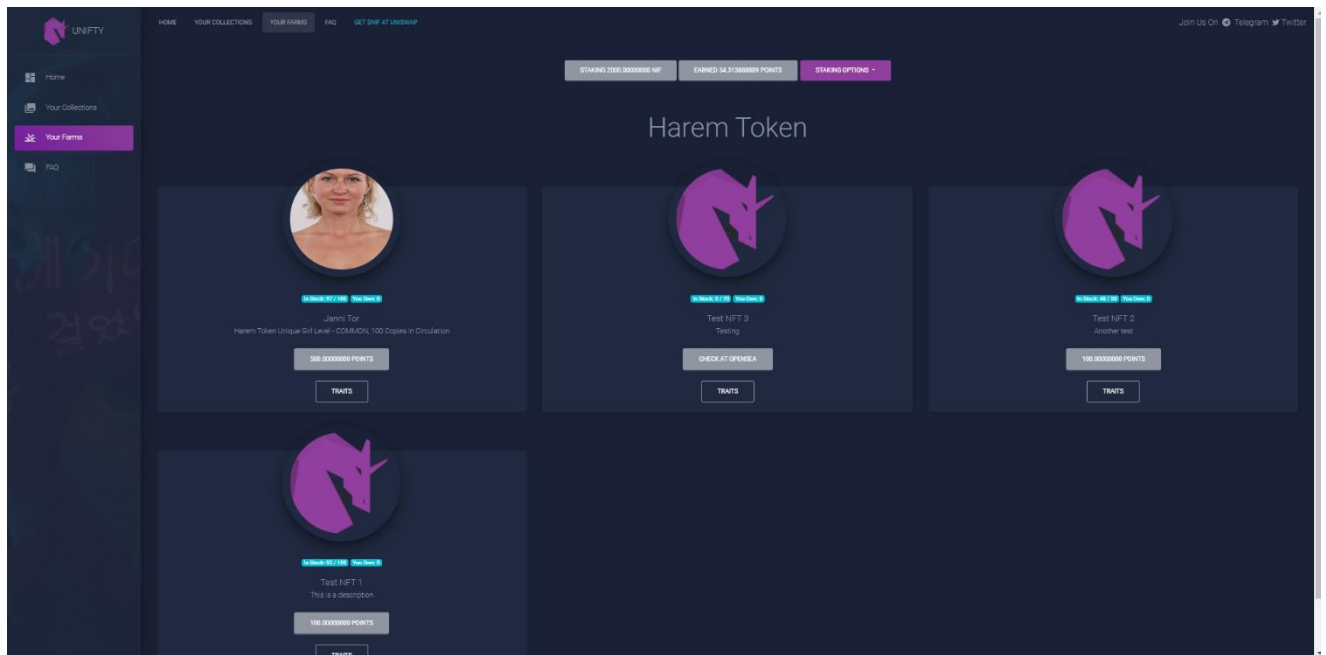 UNIFTY
HOME YOUR COLLECTIONS YOUR FARMS FAQ GET $NIF AT UNISWAP
Join Us On Telegram Twitter
Home
Your Collections
Your Farms
FAQ
STAKING 2000.00000000 NIF EARNED 34.513888889 POINTS STAKING OPTIONS
Harem Token
In Stock: 97 / 100 You Own: 0
Janni Tor
Harem Token Unique Girl Level - COMMON, 100 Copies in Circulation
500.00000000 POINTS
TRAITS
In Stock: 0 / 70 You Own: 0
Test NFT 3
Testing
CHECK AT OPENSEA
TRAITS
In Stock: 46 / 50 You Own: 0
Test NFT 2
Another test
100.00000000 POINTS
TRAITS
In Stock: 92 / 100 You Own: 0
Test NFT 1
This is a description
100.00000000 POINTS
TRAITS